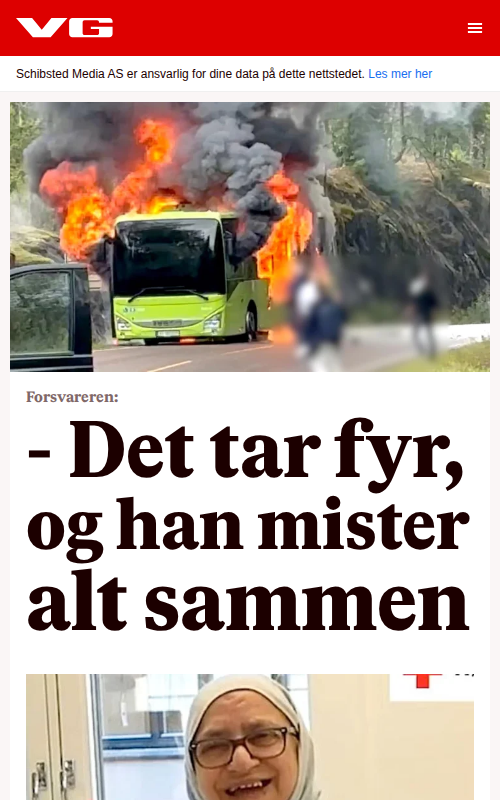 VG
Schibsted Media AS er ansvarlig for dine data på dette nettstedet. Les mer her
Forsvareren:
- Det tar fyr,
og han mister
alt sammen